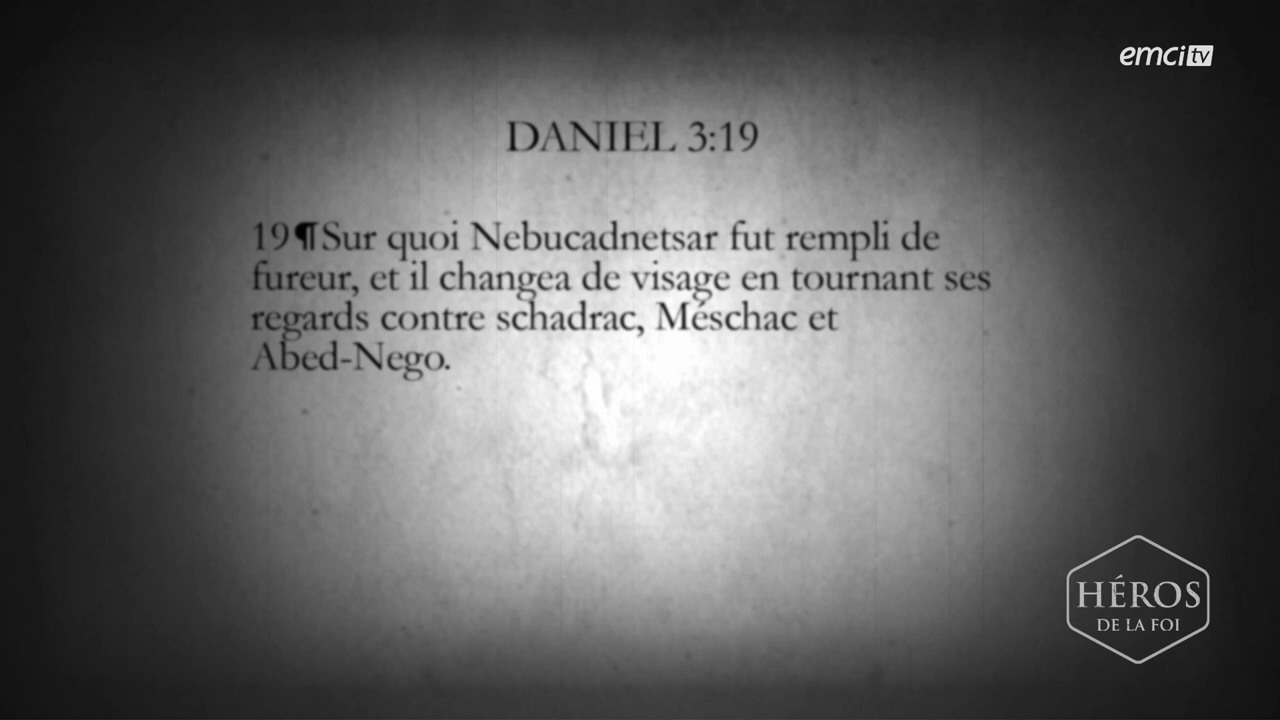 emci tv
DANIEL 3:19
19¶Sur quoi Nebucadnetsar fut rempli de
fureur, et il changea de visage en tournant ses
regards contre schadrac, Méschac et
Abed-Nego.
HÉROS
DE LA FOI